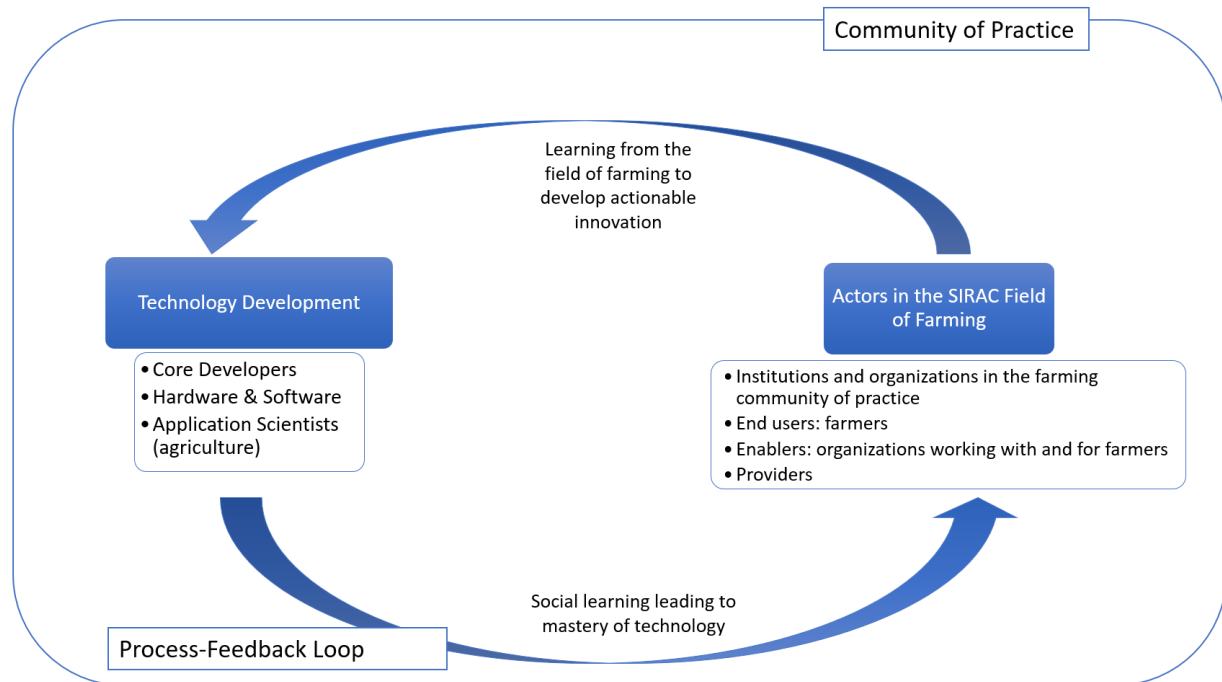 Community of Practice
Learning from the
field of farming to
develop actionable
innovation
Technology Development
• Core Developers
• Hardware & Software
• Application Scientists
(agriculture)
Actors in the SIRAC Field
of Farming
• Institutions and organizations in the farming
community of practice
• End users: farmers
• Enablers: organizations working with and for farmers
• Providers
Social learning leading to
mastery of technology
Process-Feedback Loop